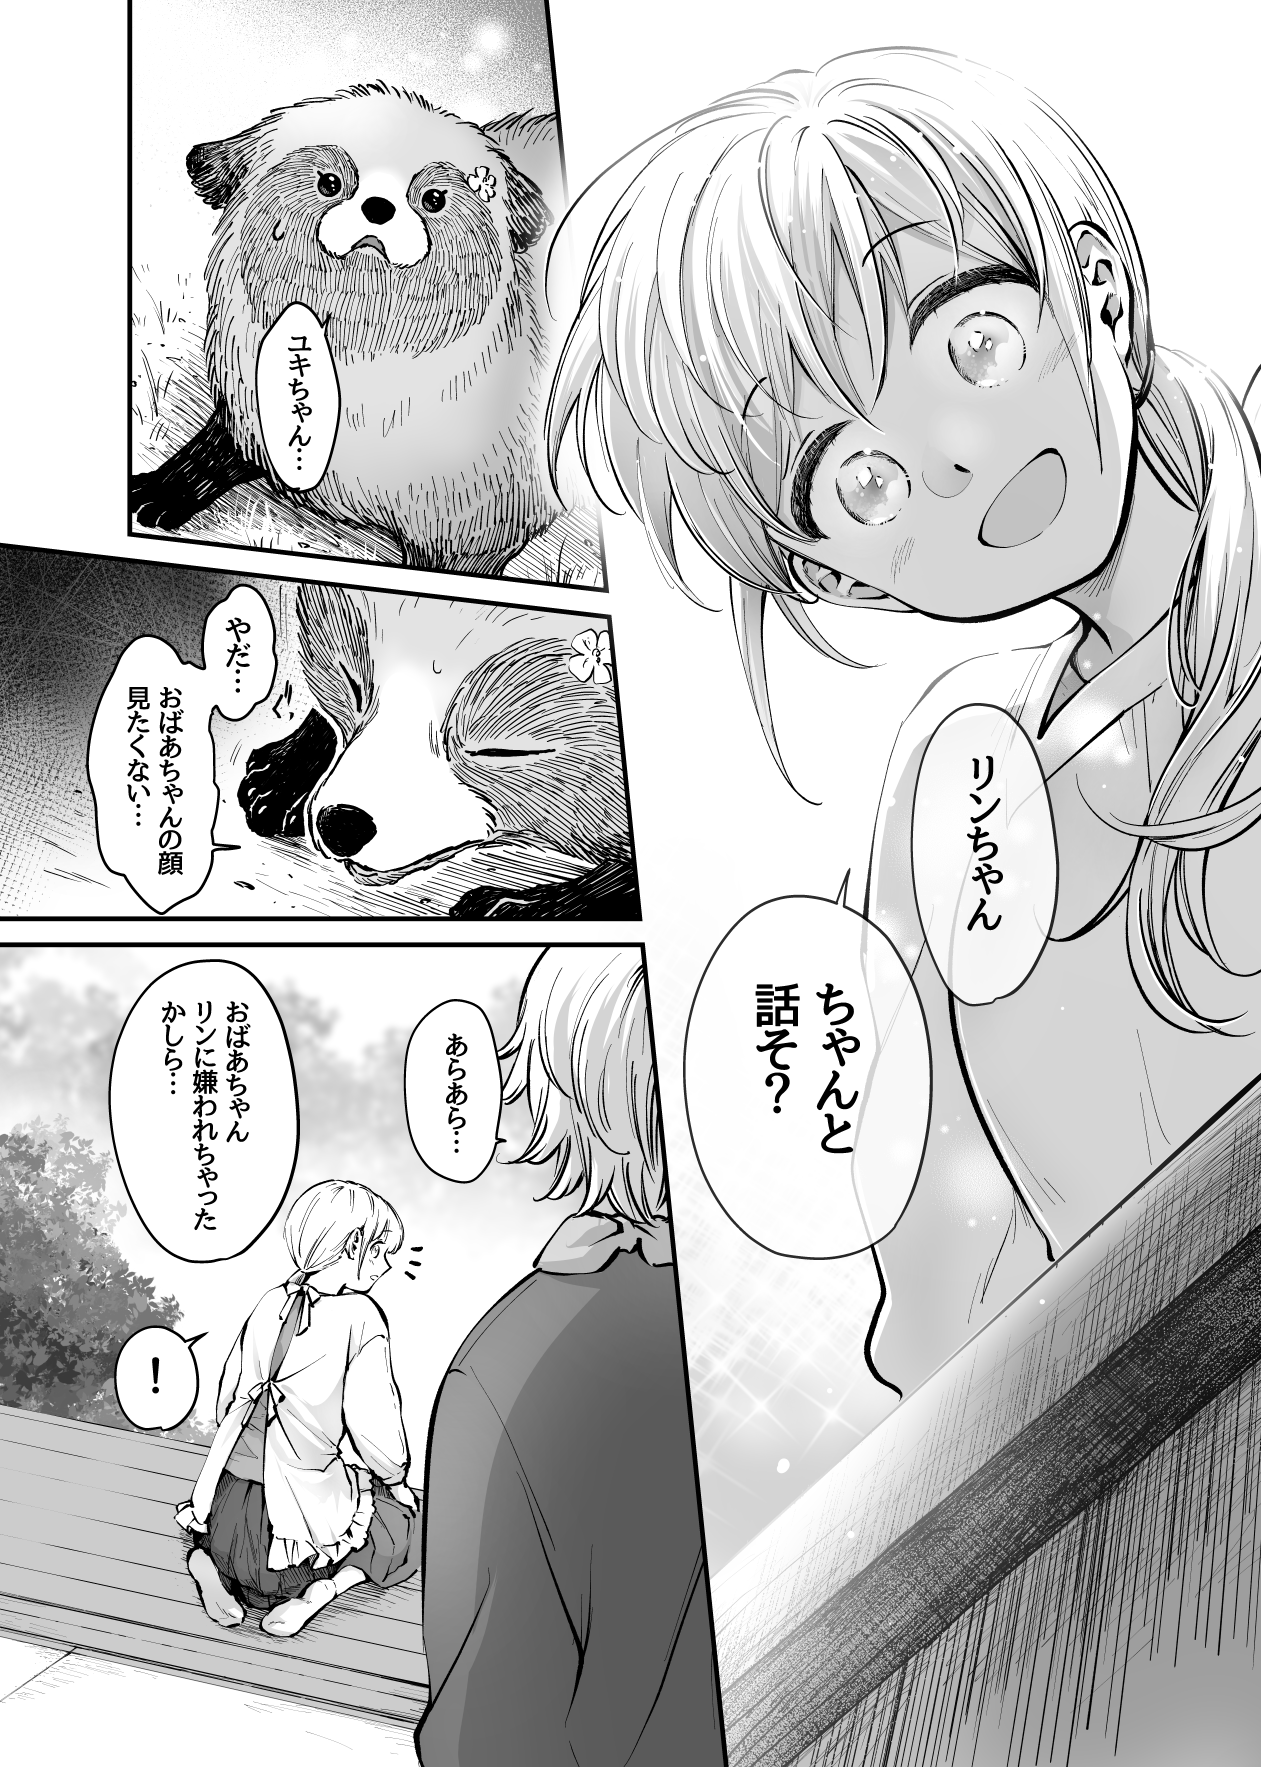 リンちゃん
ちゃんと
話そ？
ユキちゃん…
やだ…
おばあちゃんの顔
見たくない…
あらあら…
おばあちゃん
リンに嫌われちゃった
かしら…
！